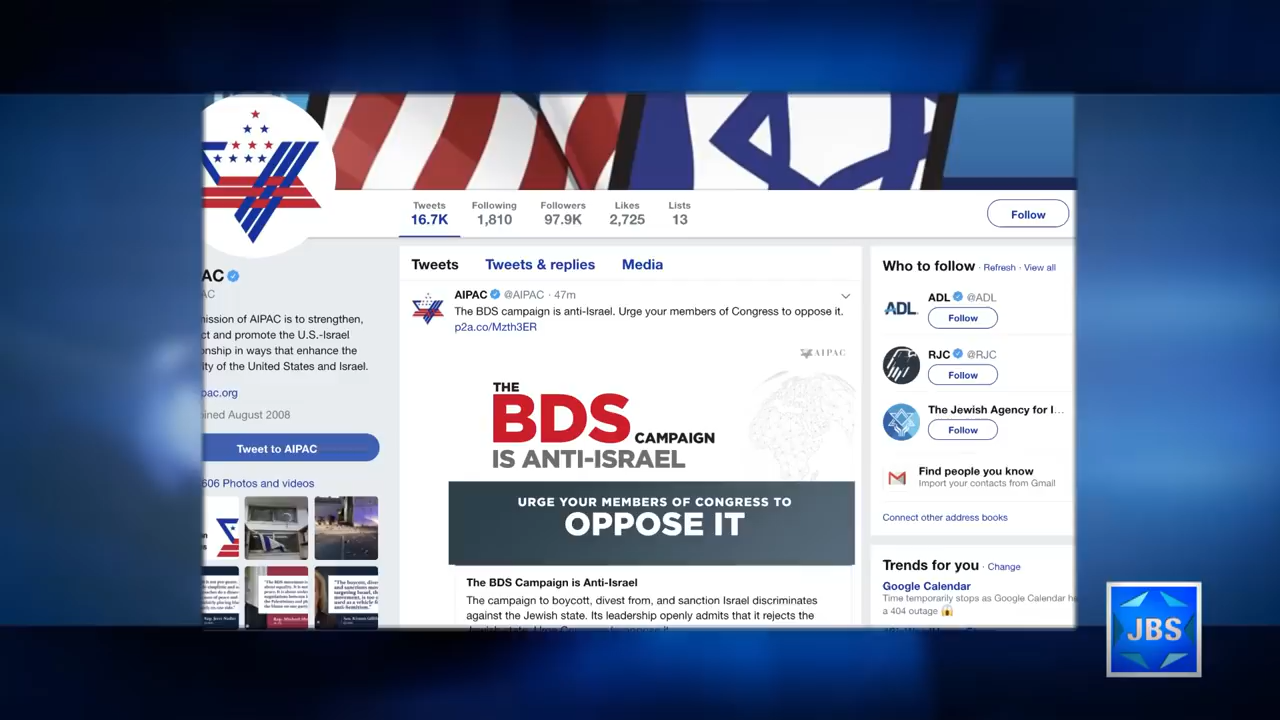 Tweets
16.7K
Following
1,810
Followers
97.9K
Likes
2,725
Lists
13
Follow
AC
AC
ission of AIPAC is to strengthen,
ct and promote the U.S.-Israel
onship in ways that enhance the
ity of the United States and Israel.
pac.org
ined August 2008
Tweet to AIPAC
606 Photos and videos
Tweets
Tweets & replies
Media
AIPAC @AIPAC · 47m
The BDS campaign is anti-Israel. Urge your members of Congress to oppose it.
p2a.co/Mzth3ER
AIPAC
THE
BDS CAMPAIGN
IS ANTI-ISRAEL
URGE YOUR MEMBERS OF CONGRESS TO
OPPOSE IT
The BDS Campaign is Anti-Israel
The campaign to boycott, divest from, and sanction Israel discriminates
against the Jewish state. Its leadership openly admits that it rejects the
Who to follow · Refresh · View all
ADL
ADL @ADL
Follow
RJC @RJC
Follow
The Jewish Agency for I...
Follow
Find people you know
Import your contacts from Gmail
Connect other address books
Trends for you · Change
Google Calendar
Time temporarily stops as Google Calendar h
a 404 outage
JBS